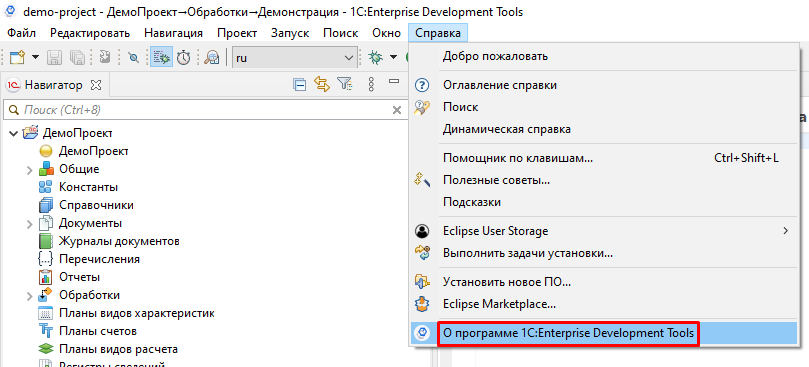 demo-project - ДемоПроект→Обработки→Демонстрация - 1C:Enterprise Development Tools
Файл Редактировать Навигация Проект Запуск Поиск Окно Справка
ru
Навигатор
Поиск (Ctrl+8)
ДемоПроект
ДемоПроект
Общие
Константы
Справочники
Документы
Журналы документов
Перечисления
Отчеты
Обработки
Планы видов характеристик
Планы счетов
Планы видов расчета
Регистры сведений
Добро пожаловать
Оглавление справки
Поиск
Динамическая справка
Помощник по клавишам... Ctrl+Shift+L
Полезные советы...
Подсказки
Eclipse User Storage
Выполнить задачи установки...
Установить новое ПО...
Eclipse Marketplace...
О программе 1C:Enterprise Development Tools